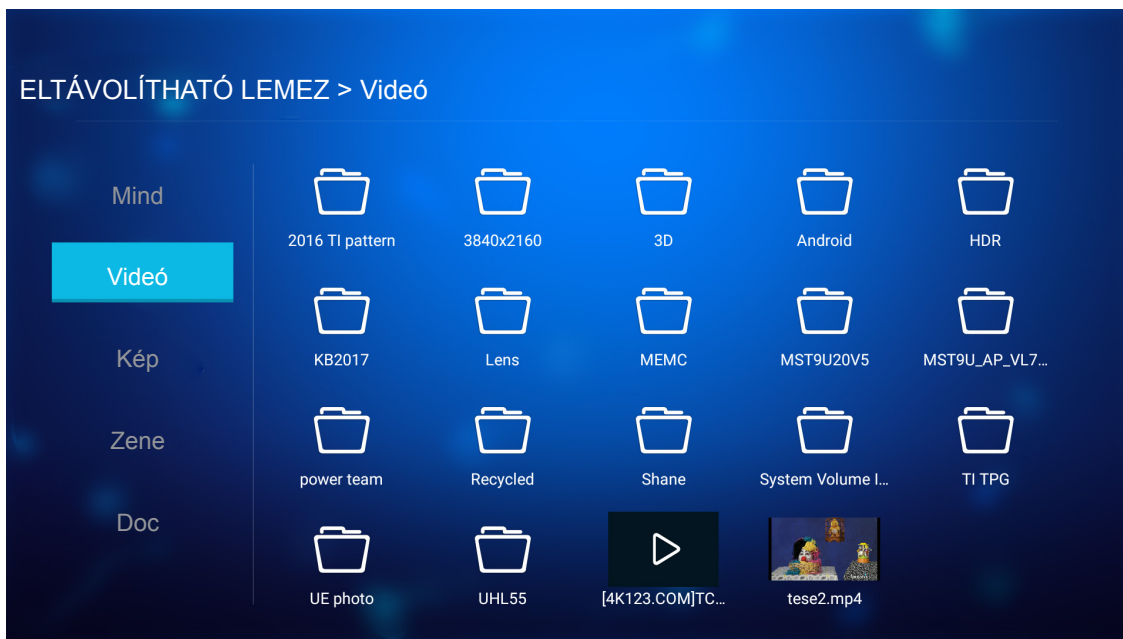 ELTÁVOLÍTHATÓ LEMEZ > Videó
Mind
Videó
Kép
Zene
Doc
2016 TI pattern
3840x2160
3D
Android
HDR
KB2017
Lens
MEMC
MST9U20V5
MST9U_AP_VL7...
power team
Recycled
Shane
System Volume I...
TI TPG
UE photo
UHL55
[4K123.COM]TC...
tese2.mp4